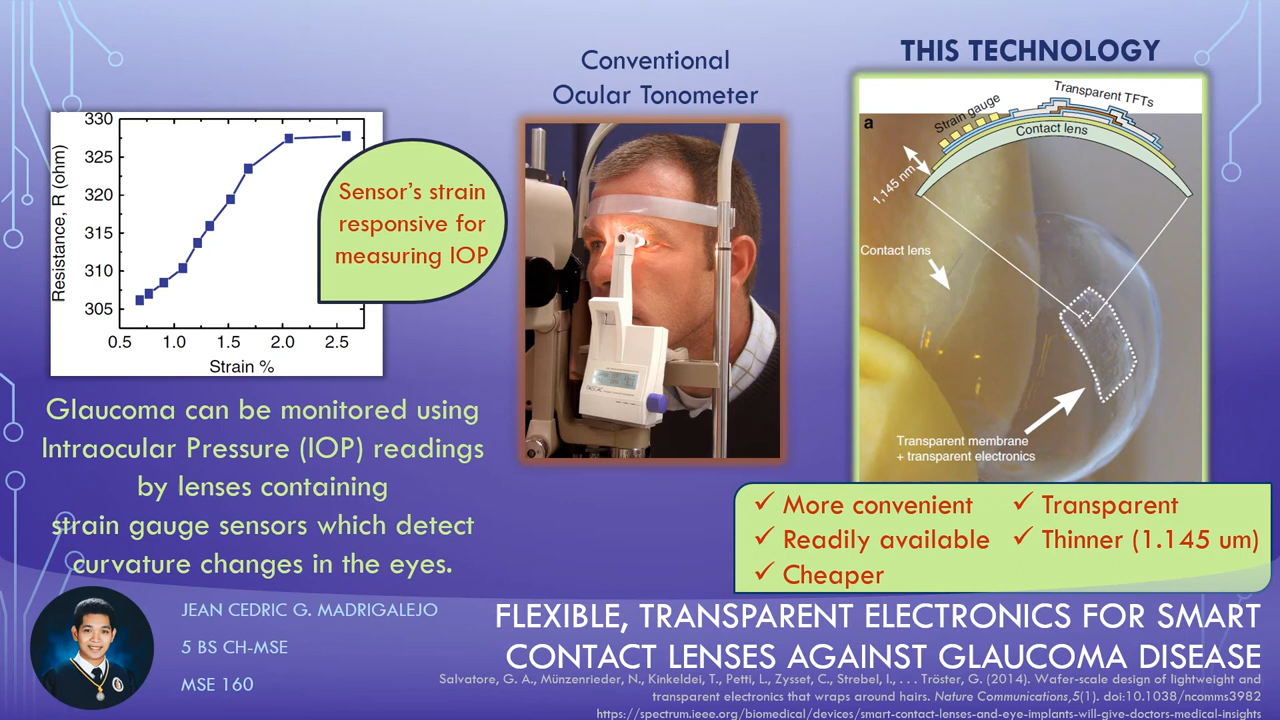 THIS TECHNOLOGY
Conventional
Ocular Tonometer
330
325
320
315
310
305
Resistance, R (ohm)
0.5 1.0 1.5 2.0 2.5
Strain %
Sensor's strain
responsive for
measuring IOP
a
Strain gauge
Transparent TFTs
Contact lens
1,145 nm
Contact lens
Transparent membrane
+ transparent electronics
Glaucoma can be monitored using
Intraocular Pressure (IOP) readings
by lenses containing
strain gauge sensors which detect
curvature changes in the eyes.
✓ More convenient
✓ Readily available
✓ Cheaper
✓ Transparent
✓ Thinner (1.145 um)
JEAN CEDRIC G. MADRIGALEJO
5 BS CH-MSE
MSE 160
FLEXIBLE, TRANSPARENT ELECTRONICS FOR SMART
CONTACT LENSES AGAINST GLAUCOMA DISEASE
Salvatore, G. A., Münzenrieder, N., Kinkeldei, T., Petti, L., Zysset, C., Strebel, I., . . . Tröster, G. (2014). Wafer-scale design of lightweight and
transparent electronics that wraps around hairs. Nature Communications,5(1). doi:10.1038/ncomms3982
https://spectrum.ieee.org/biomedical/devices/smart-contact-lenses-and-eye-implants-will-give-doctors-medical-insights